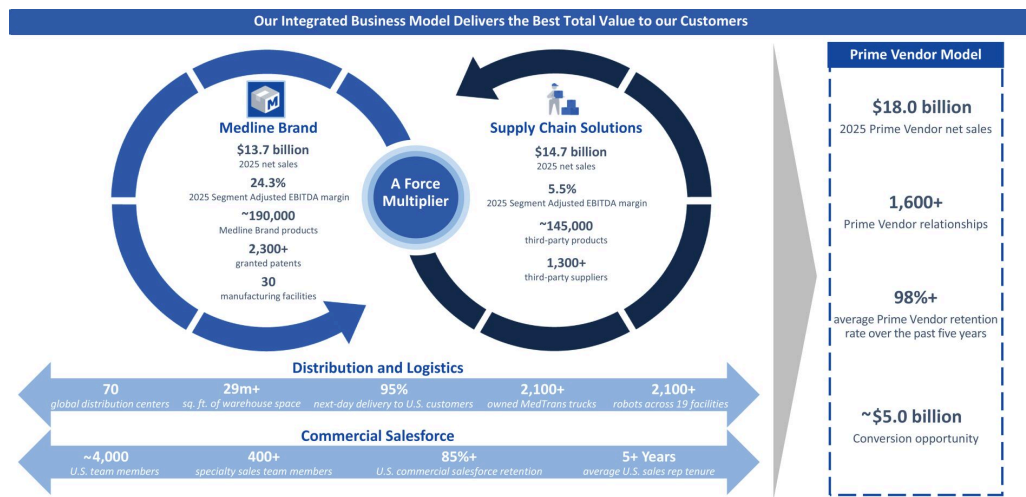 Our Integrated Business Model Delivers the Best Total Value to our Customers
M
Medline Brand
$13.7 billion
2025 net sales
24.3%
2025 Segment Adjusted EBITDA margin
~190,000
Medline Brand products
2,300+
granted patents
30
manufacturing facilities
A Force
Multiplier
Supply Chain Solutions
$14.7 billion
2025 net sales
5.5%
2025 Segment Adjusted EBITDA margin
~145,000
third-party products
1,300+
third-party suppliers
Distribution and Logistics
70
global distribution centers
29m+
sq. ft. of warehouse space
95%
next-day delivery to U.S. customers
2,100+
owned MedTrans trucks
2,100+
robots across 19 facilities
Commercial Salesforce
~4,000
U.S. team members
400+
specialty sales team members
85%+
U.S. commercial salesforce retention
5+ Years
average U.S. sales rep tenure
Prime Vendor Model
$18.0 billion
2025 Prime Vendor net sales
1,600+
Prime Vendor relationships
98%+
average Prime Vendor retention
rate over the past five years
~$5.0 billion
Conversion opportunity